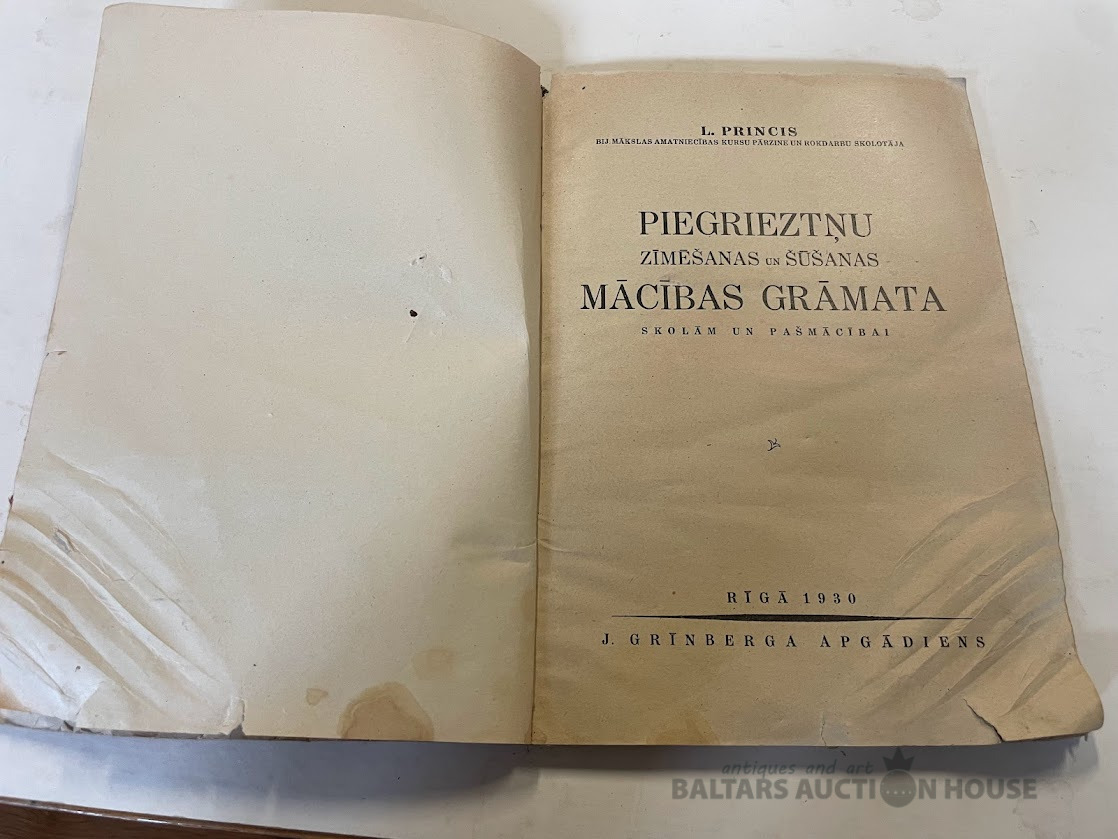 L. PRINCIS
BIJ. MĀKSLAS AMATNIECĪBAS KURSU PĀRZINE UN ROKDARBU SKOLOTĀJA
PIEGRIEZTŅU
ZĪMĒŠANAS UN ŠŪŠANAS
MĀCĪBAS GRĀMATA
SKOLĀM UN PAŠMĀCĪBAI
RĪGĀ 1930
J. GRĪNBERGA APGĀDIENS
antiques and art
BALTARS AUCTION HOUSE